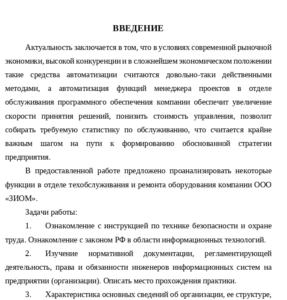 ВВЕДЕНИЕ
Актуальность заключается в том, что в условиях современной рыночной
экономики, высокой конкуренции и в сложнейшем экономическом положении
такие средства автоматизации считаются довольно-таки действенными
методами, а автоматизация функций менеджера проектов в отделе
обслуживания программного обеспечения компании обеспечит увеличение
скорости принятия решений, понизить стоимость управления, позволит
собирать требуемую статистику по обслуживанию, что считается крайне
важным шагом на пути к формированию обоснованной стратегии
предприятия.
В предоставленной работе предложено проанализировать некоторые
функции в отделе техобслуживания и ремонта оборудования компании ООО
«ЗИОМ».
Задачи работы:
1. Ознакомление с инструкцией по технике безопасности и охране
труда. Ознакомление с законом РФ в области информационных технологий.
2. Изучение нормативной документации, регламентирующей
деятельность, права и обязанности инженеров информационных систем на
предприятии (организации). Описать место прохождения практики.
3. Характеристика основных сведений об организации, ее структуре,